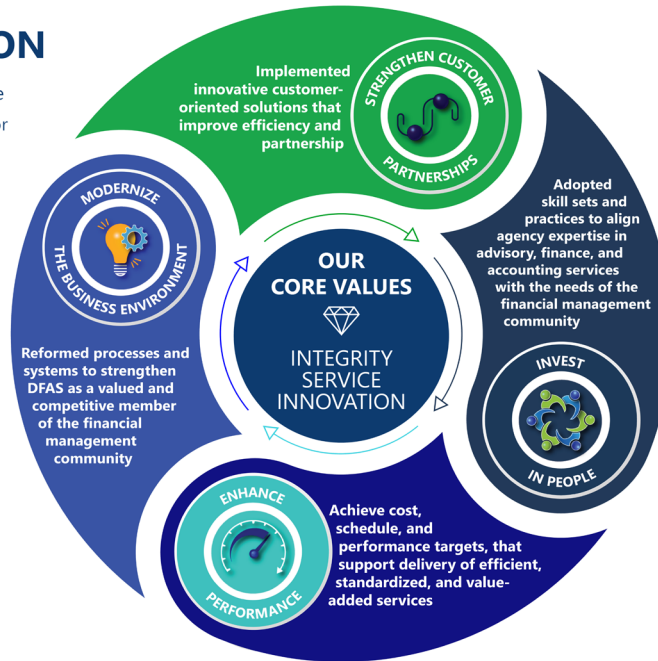 Implemented
innovative customer-
oriented solutions that
improve efficiency and
partnership
STRENGTHEN CUSTOMER
PARTNERSHIPS
Adopted
skill sets and
practices to align
agency expertise in
advisory, finance, and
accounting services
with the needs of the
financial management
community
INVEST
IN PEOPLE
MODERNIZE
THE BUSINESS ENVIRONMENT
Reformed processes and
systems to strengthen
DFAS as a valued and
competitive member
of the financial
management
community
OUR
CORE VALUES
INTEGRITY
SERVICE
INNOVATION
ENHANCE
PERFORMANCE
Achieve cost,
schedule, and
performance targets, that
support delivery of efficient,
standardized, and value-
added services